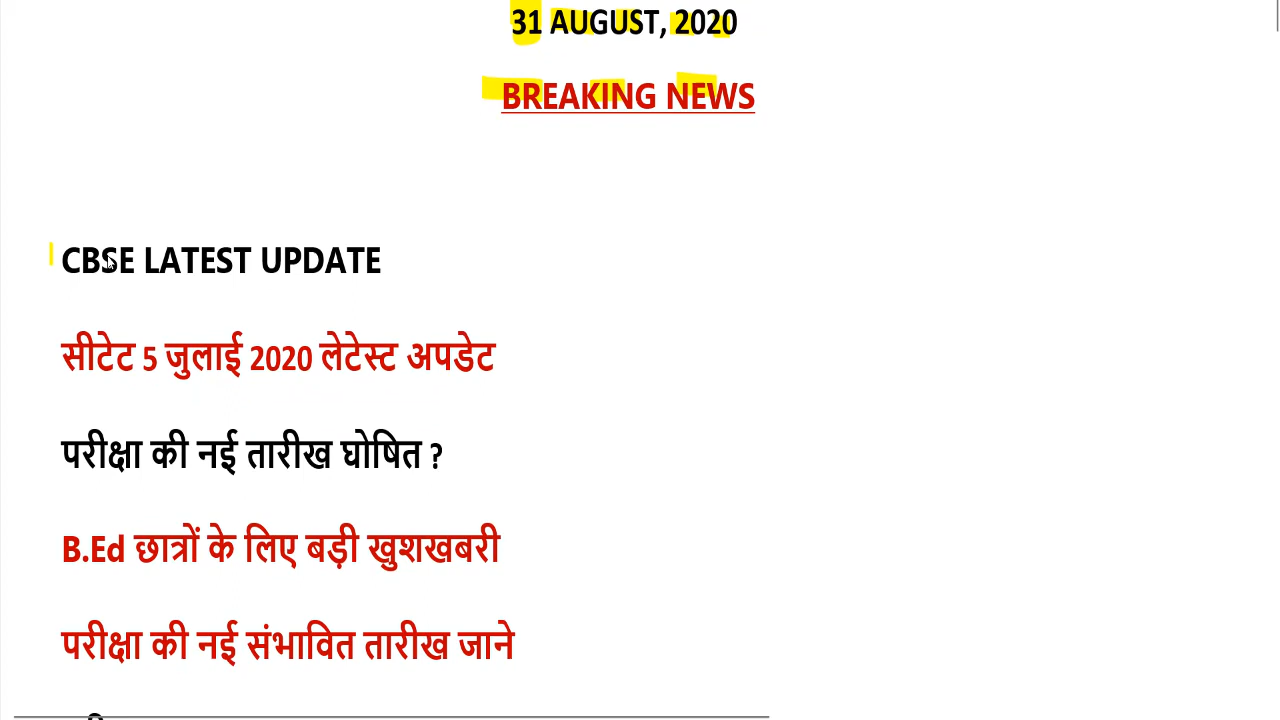 31 AUGUST, 2020
BREAKING NEWS
CBSE LATEST UPDATE
सीटेट 5 जुलाई 2020 लेटेस्ट अपडेट
परीक्षा की नई तारीख घोषित ?
B.Ed छात्रों के लिए बड़ी खुशखबरी
परीक्षा की नई संभावित तारीख जाने